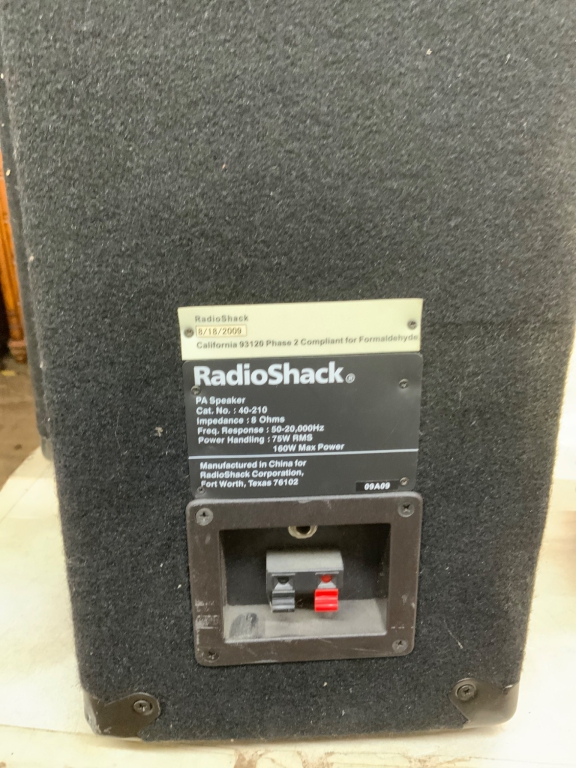 RadioShack
8/18/2009
California 93120 Phase 2 Compliant for Formaldehyde
RadioShack®
PA Speaker
Cat. No. : 40-210
Impedance : 8 Ohms
Freq. Response : 50-20,000Hz
Power Handling : 75W RMS
160W Max Power
Manufactured in China for
RadioShack Corporation,
Fort Worth, Texas 76102
09A09